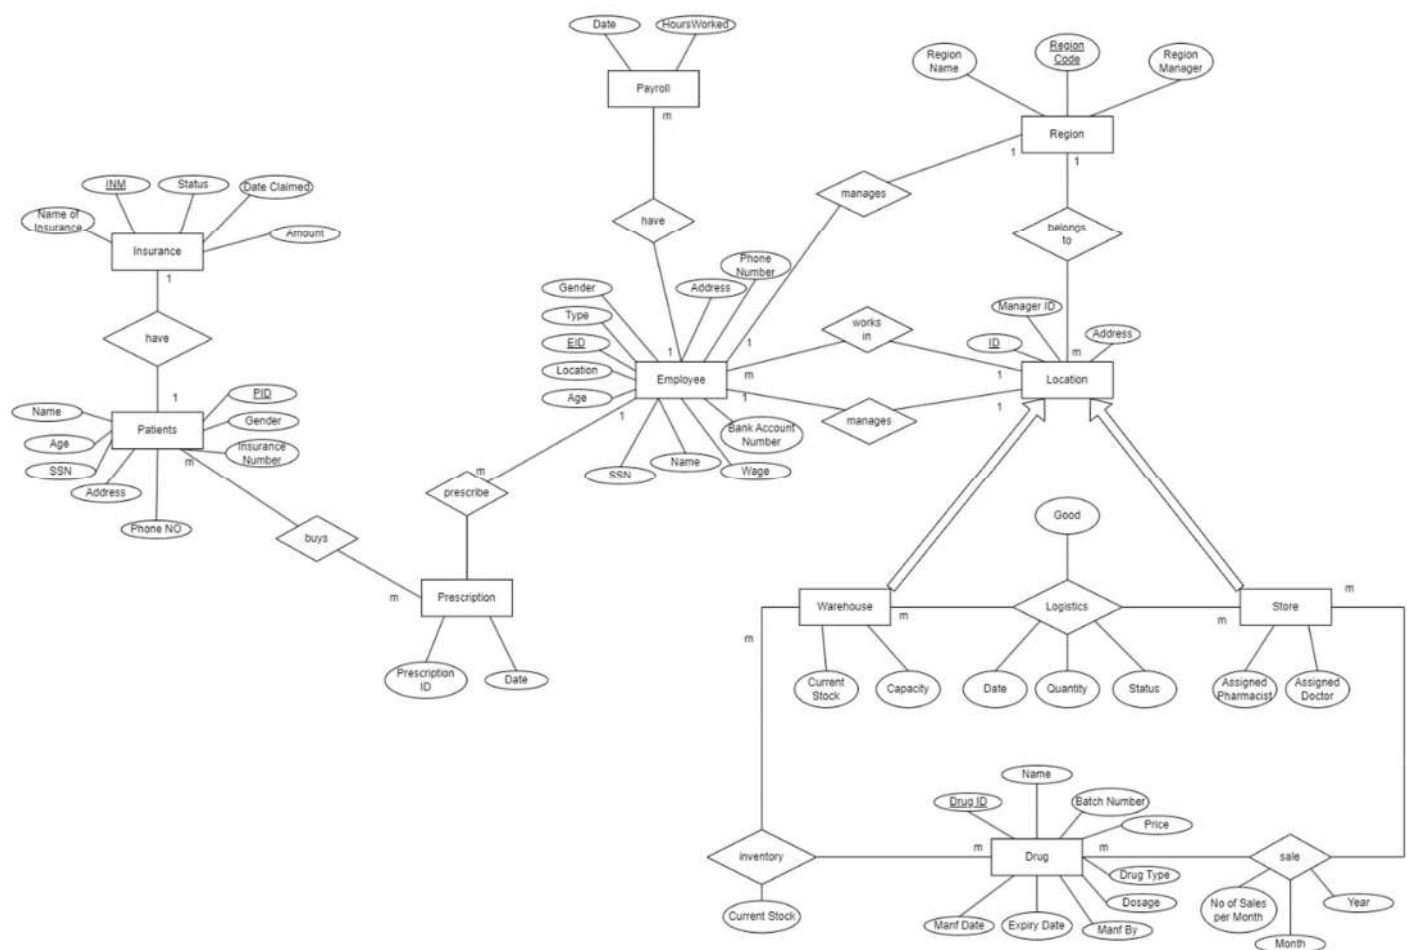 Date
HoursWorked
Payroll
m
have
Region
Name
Region
Code
Region
Manager
Region
1
1
manages
belongs
to
INM
Status
Date Claimed
Name of
Insurance
Amount
Insurance
1
have
1
Name
PID
Patients
Gender
Age
Insurance
Number
SSN
m
Address
Phone NO
buys
m
Phone
Number
Gender
Address
Type
EID
Location
Age
1
1
Employee
m
1
1
works
in
1
manages
1
Bank Account
Number
SSN
Name
Wage
Manager ID
ID
Address
m
Location
m
prescribe
Prescription
Prescription
ID
Date
Good
Warehouse
m
m
Logistics
Store
m
m
Current
Stock
Capacity
Date
Quantity
Status
Assigned
Pharmacist
Assigned
Doctor
Name
Drug ID
Batch Number
Price
inventory
m
Drug
m
sale
Drug Type
Dosage
Current Stock
Manf Date
Expiry Date
Manf By
No of Sales
per Month
Year
Month